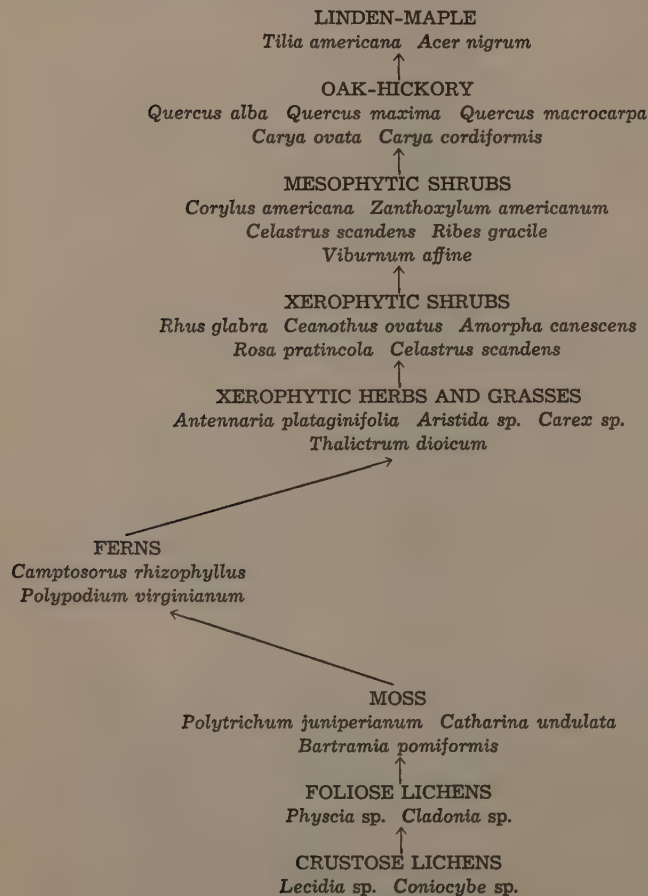 LINDEN-MAPLE
Tilia americana Acer nigrum
OAK-HICKORY
Quercus alba Quercus maxima Quercus macrocarpa
Carya ovata Carya cordiformis
MESOPHYTIC SHRUBS
Corylus americana Zanthoxylum americanum
Celastrus scandens Ribes gracile
Viburnum affine
XEROPHYTIC SHRUBS
Rhus glabra Ceanothus ovatus Amorpha canescens
Rosa pratincola Celastrus scandens
XEROPHYTIC HERBS AND GRASSES
Antennaria plataginifolia Aristida sp. Carex sp.
Thalictrum dioicum
FERNS
Camptosorus rhizophyllus
Polypodium virginianum
MOSS
Polytrichum juniperianum Catharina undulata
Bartramia pomiformis
FOLIOSE LICHENS
Physcia sp. Cladonia sp.
CRUSTOSE LICHENS
Lecidia sp. Coniocybe sp.